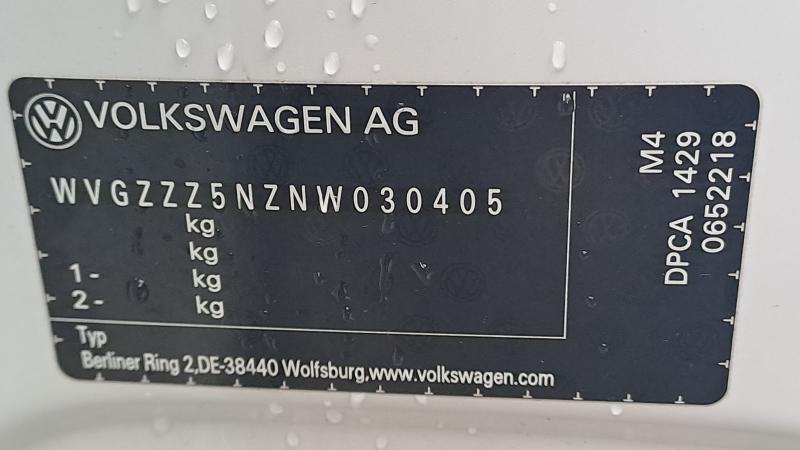 VOLKSWAGEN AG
WVGZZZ5NZNW030405
kg
kg
1- kg
2- kg
Typ
Berliner Ring 2,DE-38440 Wolfsburg,www.volkswagen.com
M4
DPCA 1429
0652218